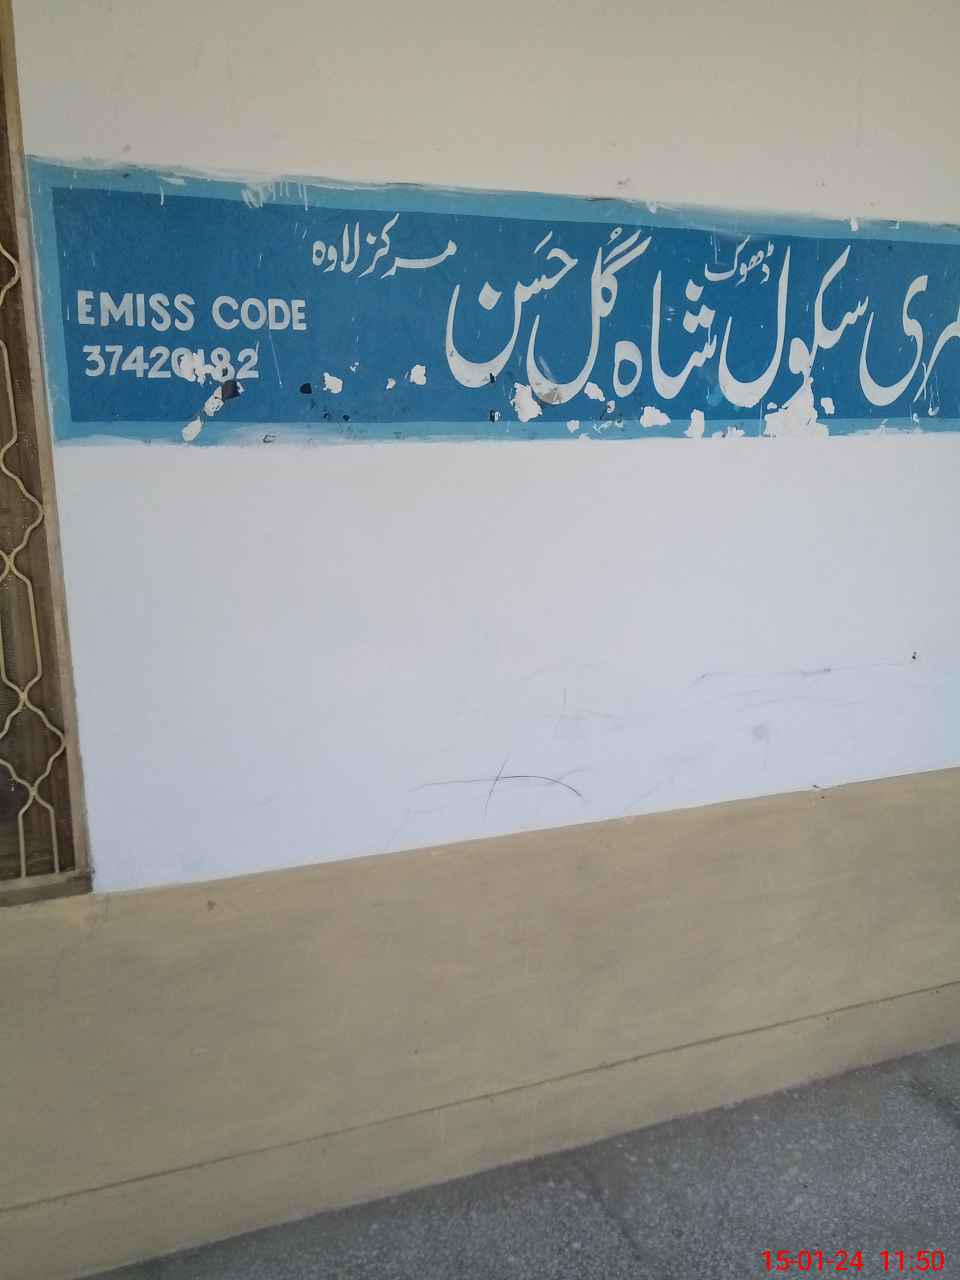 سکول ڈھوک شاہ گل حسن
مرکز لاوہ
EMISS CODE
37420182
15-01-24 11.50